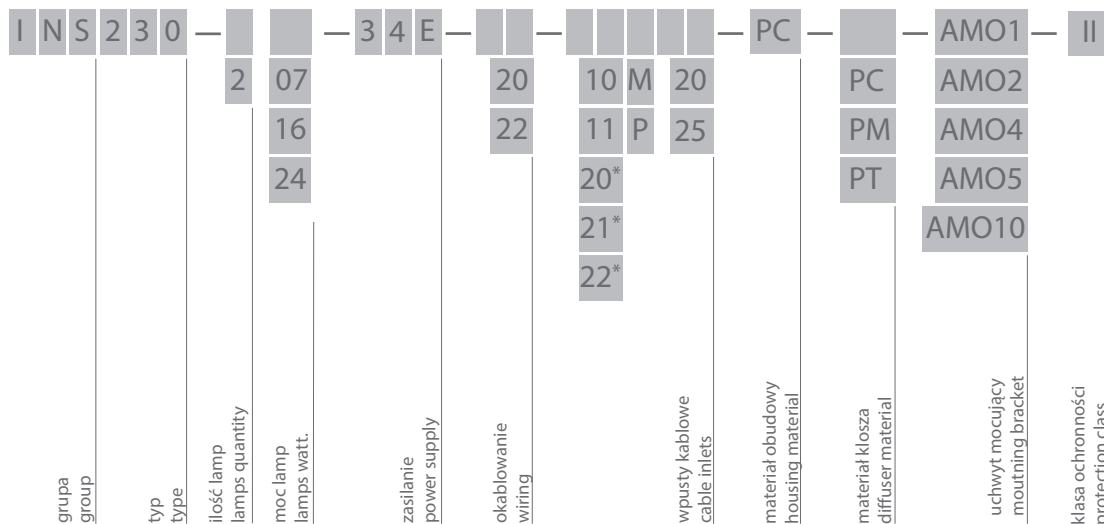 INS230 — — 34E — — — PC — — AMO1 — II
2 07 20 10 M 20 PC AMO2
16 22 11 P 25 PM AMO4
24 20* PT AMO5
21* AMO10
22*
grupa
group
typ
type
ilość lamp
lamps quantity
moc lamp
lamps watt.
zasilanie
power supply
okablowanie
wiring
wpusty kablowe
cable inlets
materiał obudowy
housing material
materiał klosza
diffuser material
uchwyt mocujący
moutning bracket
klasa ochronności
protection class